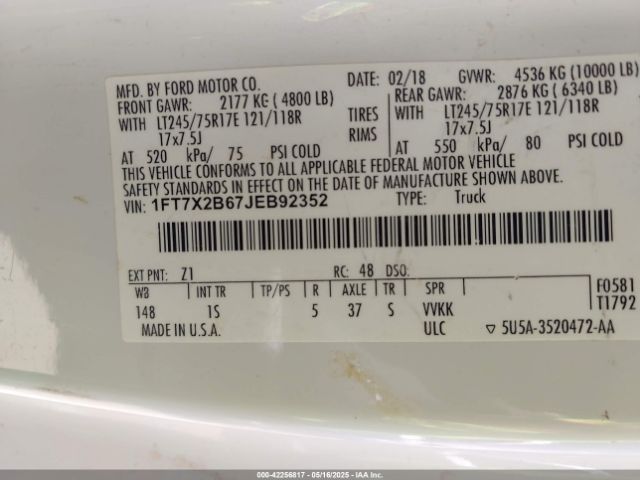 MFD. BY FORD MOTOR CO. DATE: 02/18 GVWR: 4536 KG (10000 LB)
FRONT GAWR: 2177 KG ( 4800 LB) REAR GAWR: 2876 KG ( 6340 LB)
WITH LT245/75R17E 121/118R TIRES WITH LT245/75R17E 121/118R
17x7.5J RIMS 17x7.5J
AT 520 kPa/ 75 PSI COLD AT 550 kPa/ 80 PSI COLD
THIS VEHICLE CONFORMS TO ALL APPLICABLE FEDERAL MOTOR VEHICLE
SAFETY STANDARDS IN EFFECT ON THE DATE OF MANUFACTURE SHOWN ABOVE.
VIN: 1FT7X2B67JEB92352 TYPE: Truck
EXT PNT: Z1 RC: 48 DSO:
WB INT TR TP/PS R AXLE TR SPR F0581
148 1S 5 37 S VVKK T1792
MADE IN U.S.A. ULC ▽ 5U5A-3520472-AA
000-42256817 - 05/16/2025 - IAA Inc.